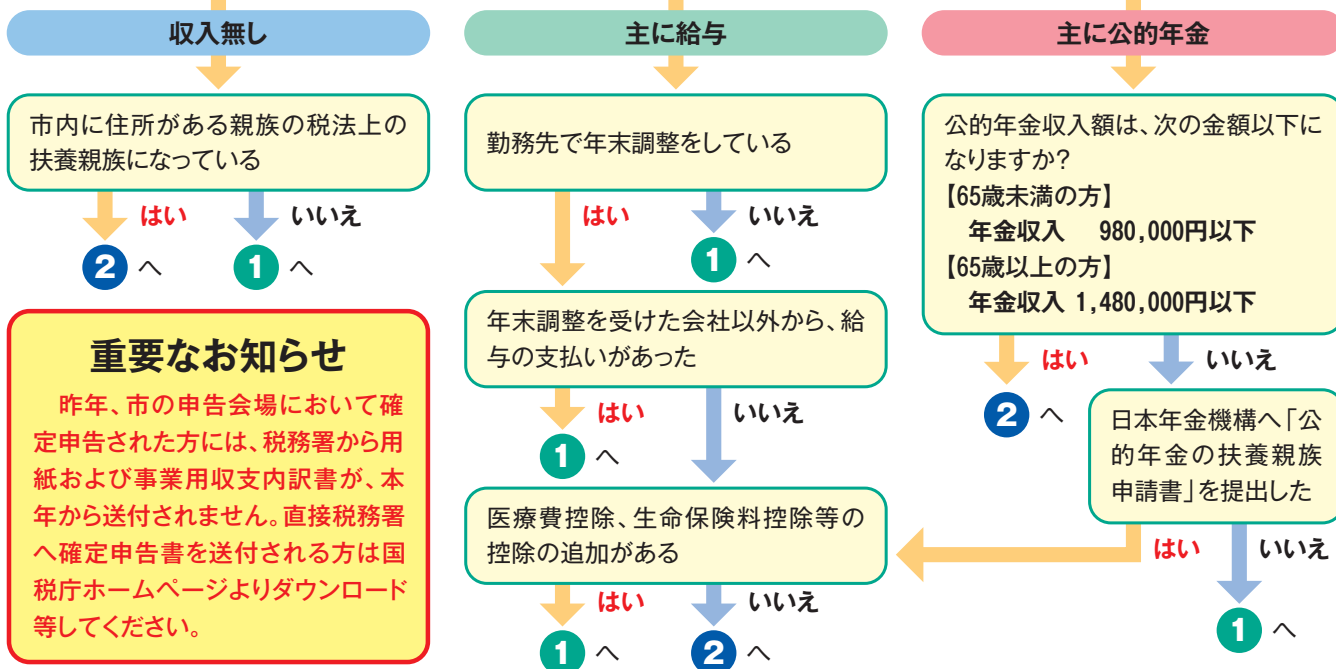 収入無し
市内に住所がある親族の税法上の
扶養親族になっている
はい
いいえ
2 へ
1 へ
重要なお知らせ
昨年、市の申告会場において確
定申告された方には、税務署から用
紙および事業用収支内訳書が、本
年から送付されません。直接税務署
へ確定申告書を送付される方は国
税庁ホームページよりダウンロード
等してください。
主に給与
勤務先で年末調整をしている
はい
いいえ
1 へ
年末調整を受けた会社以外から、給
与の支払いがあった
はい
いいえ
1 へ
医療費控除、生命保険料控除等の
控除の追加がある
はい
いいえ
1 へ
2 へ
主に公的年金
公的年金収入額は、次の金額以下に
なりますか?
【65歳未満の方】
年金収入 980,000円以下
【65歳以上の方】
年金収入 1,480,000円以下
はい
いいえ
2 へ
日本年金機構へ「公
的年金の扶養親族
申請書」を提出した
はい
いいえ
1 へ